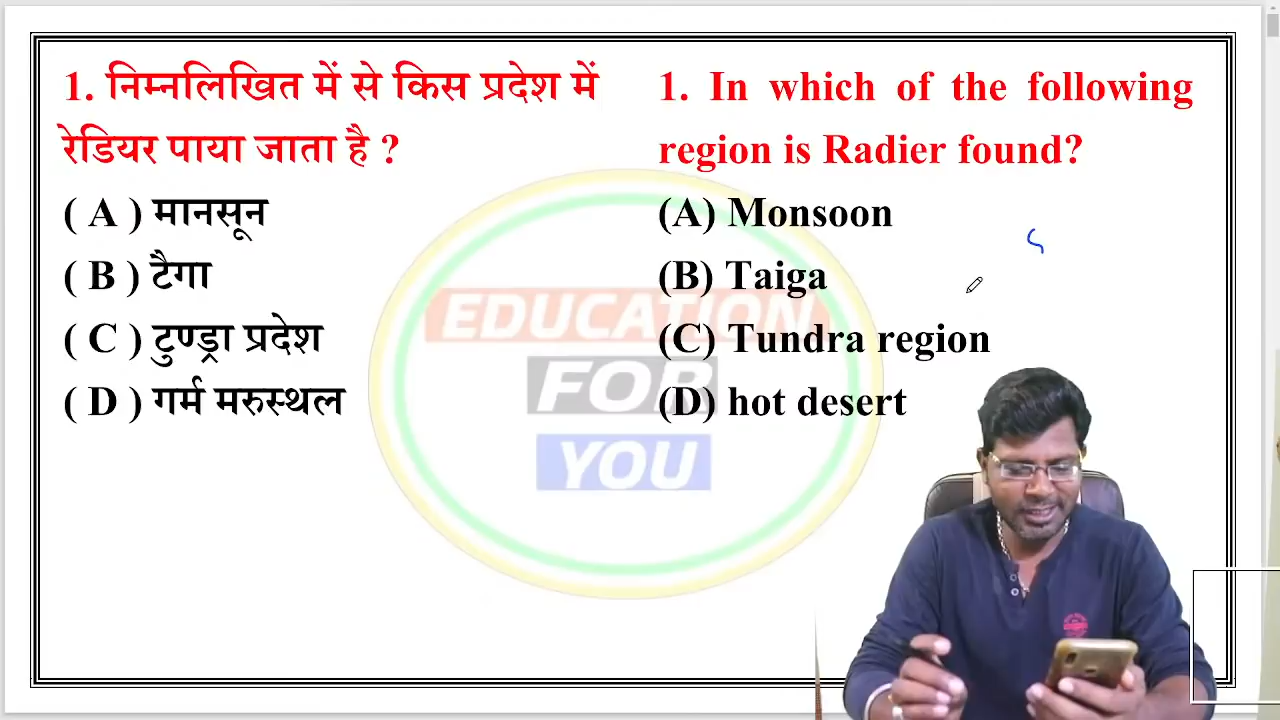 1. निम्नलिखित में से किस प्रदेश में
रेडियर पाया जाता है ?
( A ) मानसून
( B ) टैगा
( C ) टुण्ड्रा प्रदेश
( D ) गर्म मरुस्थल
1. In which of the following
region is Radier found?
(A) Monsoon
(B) Taiga
(C) Tundra region
(D) hot desert
EDUCATION
FOR
YOU